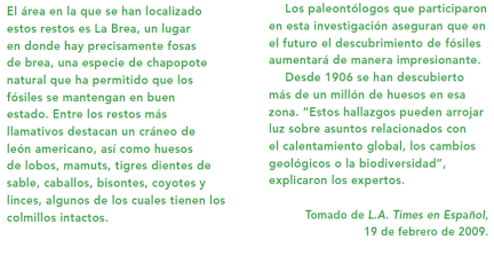 El área en la que se han localizado
estos restos es La Brea, un lugar
en donde hay precisamente fosas
de brea, una especie de chapopote
natural que ha permitido que los
fósiles se mantengan en buen
estado. Entre los restos más
llamativos destacan un cráneo de
león americano, así como huesos
de lobos, mamuts, tigres dientes de
sable, caballos, bisontes, coyotes y
linces, algunos de los cuales tienen los
colmillos intactos.
Los paleontólogos que participaron
en esta investigación aseguran que en
el futuro el descubrimiento de fósiles
aumentará de manera impresionante.
Desde 1906 se han descubierto
más de un millón de huesos en esa
zona. “Estos hallazgos pueden arrojar
luz sobre asuntos relacionados con
el calentamiento global, los cambios
geológicos o la biodiversidad”,
explicaron los expertos.
Tomado de L.A. Times en Español,
19 de febrero de 2009.